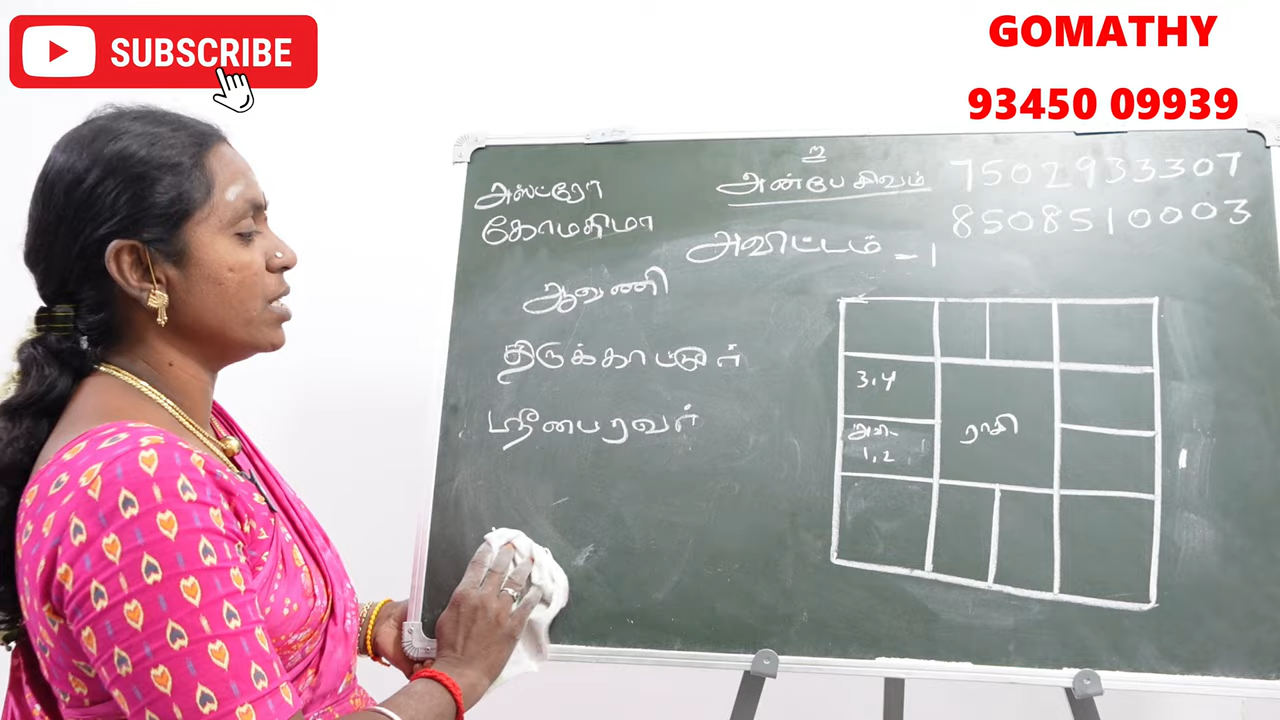 SUBSCRIBE
GOMATHY
93450 09939
உ
அன்பே சிவம்
7502933307
8508510003
அஸ்ட்ரோ
கோமதிமா
அவிட்டம் - 1
ஆவணி
ஸ்ரீபைரவள்
3,4
அவி
1,2
ராசி